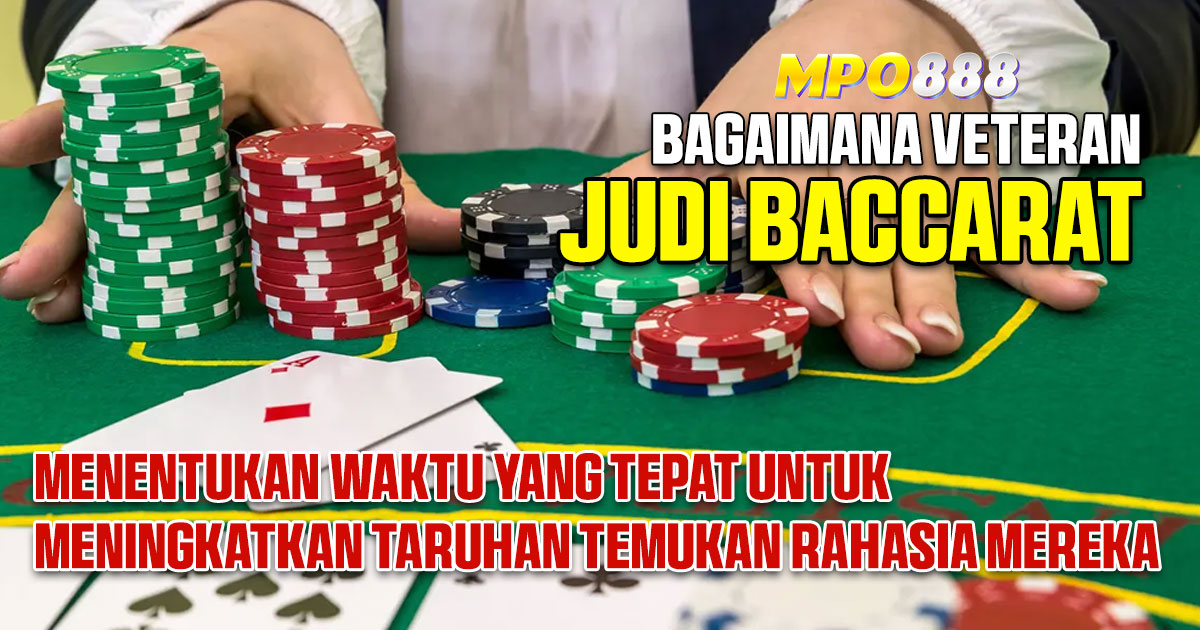 MPO888
BAGAIMANA VETERAN
JUDI BACCARAT
MENENTUKAN WAKTU YANG TEPAT UNTUK
MENINGKATKAN TARUHAN TEMUKAN RAHASIA MEREKA
A